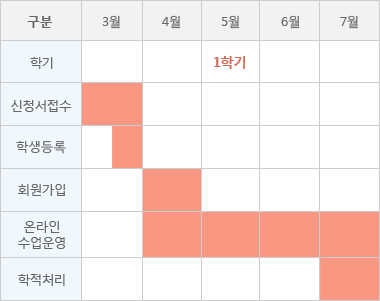 구분 3월 4월 5월 6월 7월
학기 1학기
신청서접수
학생등록
회원가입
온라인
수업운영
학적처리